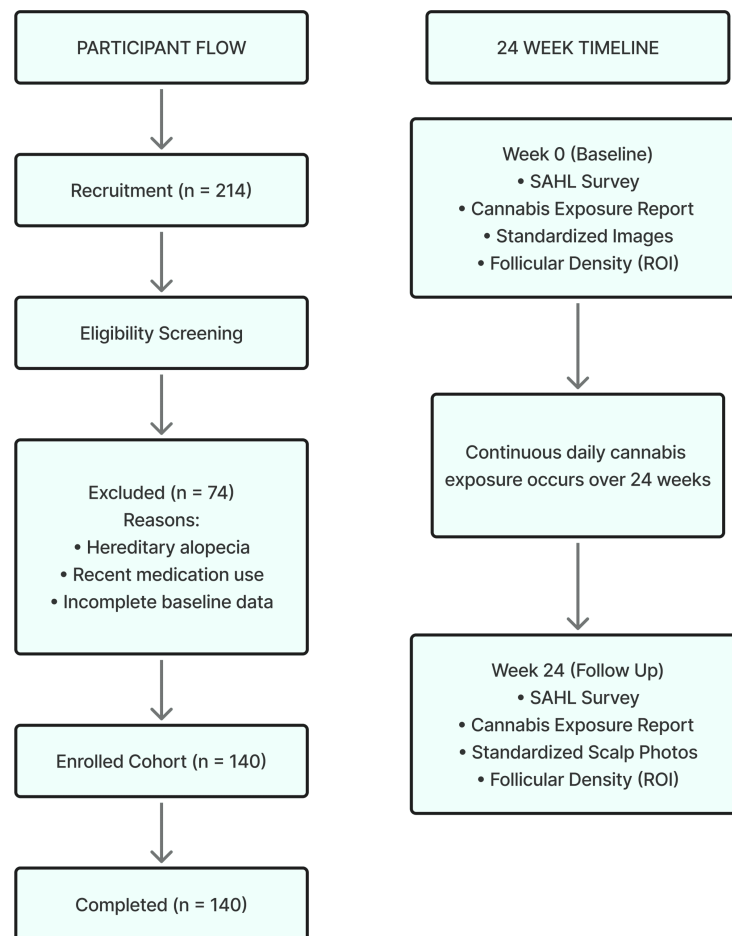 PARTICIPANT FLOW
Recruitment (n = 214)
Eligibility Screening
Excluded (n = 74)
Reasons:
• Hereditary alopecia
• Recent medication use
• Incomplete baseline data
Enrolled Cohort (n = 140)
Completed (n = 140)
24 WEEK TIMELINE
Week 0 (Baseline)
• SAHL Survey
• Cannabis Exposure Report
• Standardized Images
• Follicular Density (ROI)
Continuous daily cannabis
exposure occurs over 24 weeks
Week 24 (Follow Up)
• SAHL Survey
• Cannabis Exposure Report
• Standardized Scalp Photos
• Follicular Density (ROI)